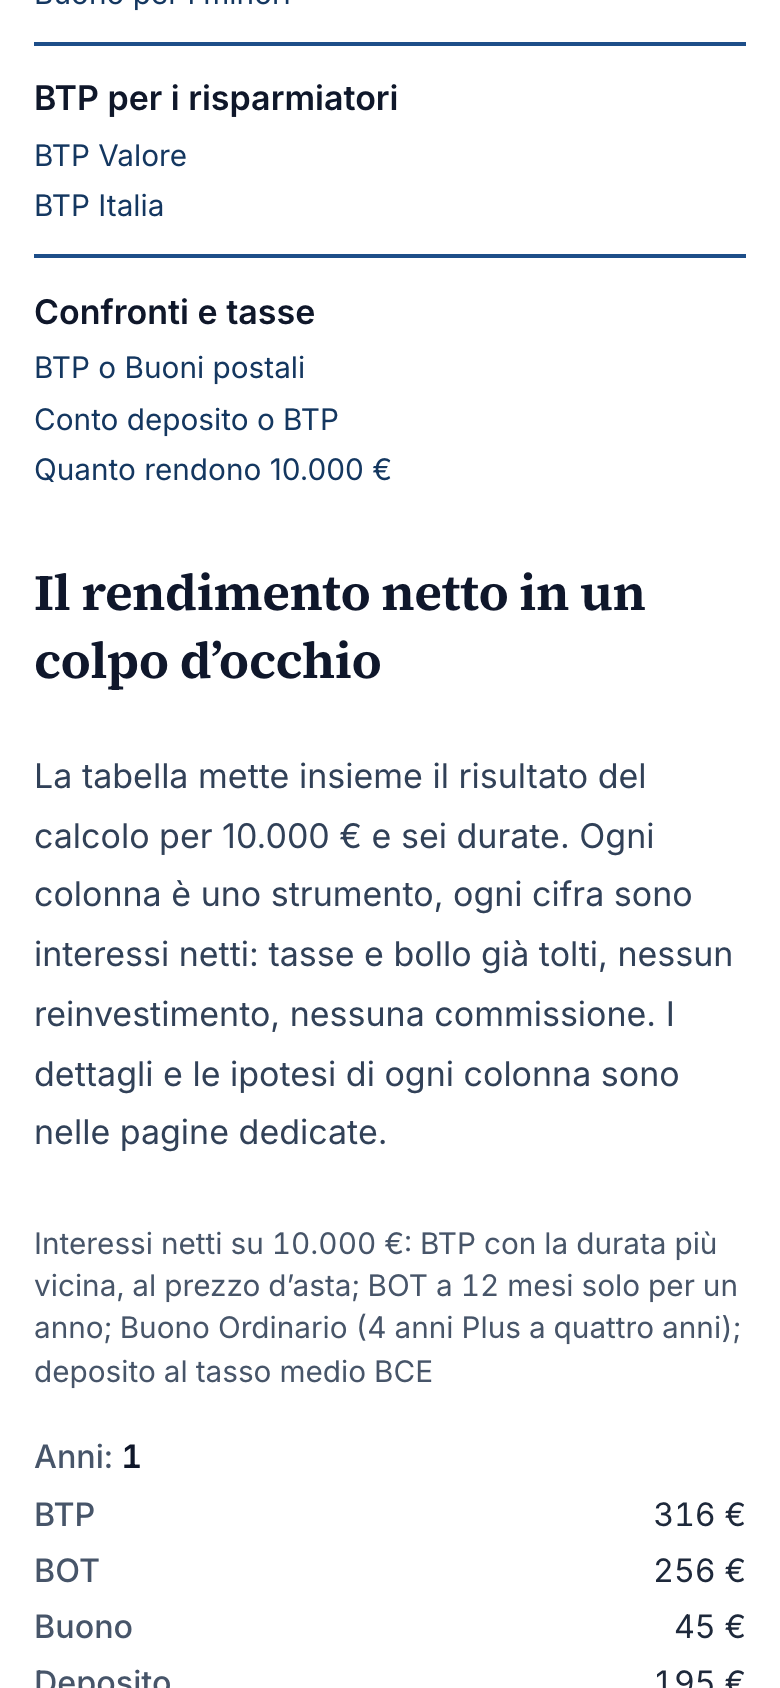 Buono per i minori
BTP per i risparmiatori
BTP Valore
BTP Italia
Confronti e tasse
BTP o Buoni postali
Conto deposito o BTP
Quanto rendono 10.000 €
Il rendimento netto in un
colpo d’occhio
La tabella mette insieme il risultato del
calcolo per 10.000 € e sei durate. Ogni
colonna è uno strumento, ogni cifra sono
interessi netti: tasse e bollo già tolti, nessun
reinvestimento, nessuna commissione. I
dettagli e le ipotesi di ogni colonna sono
nelle pagine dedicate.
Interessi netti su 10.000 €: BTP con la durata più
vicina, al prezzo d’asta; BOT a 12 mesi solo per un
anno; Buono Ordinario (4 anni Plus a quattro anni);
deposito al tasso medio BCE
Anni: 1
BTP 316 €
BOT 256 €
Buono 45 €
Deposito 195 €